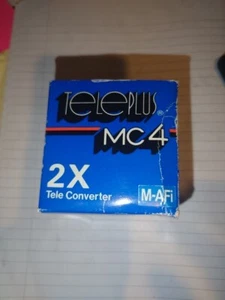 TELEPLUS®
MC4
2X
Tele Converter
M-AFi